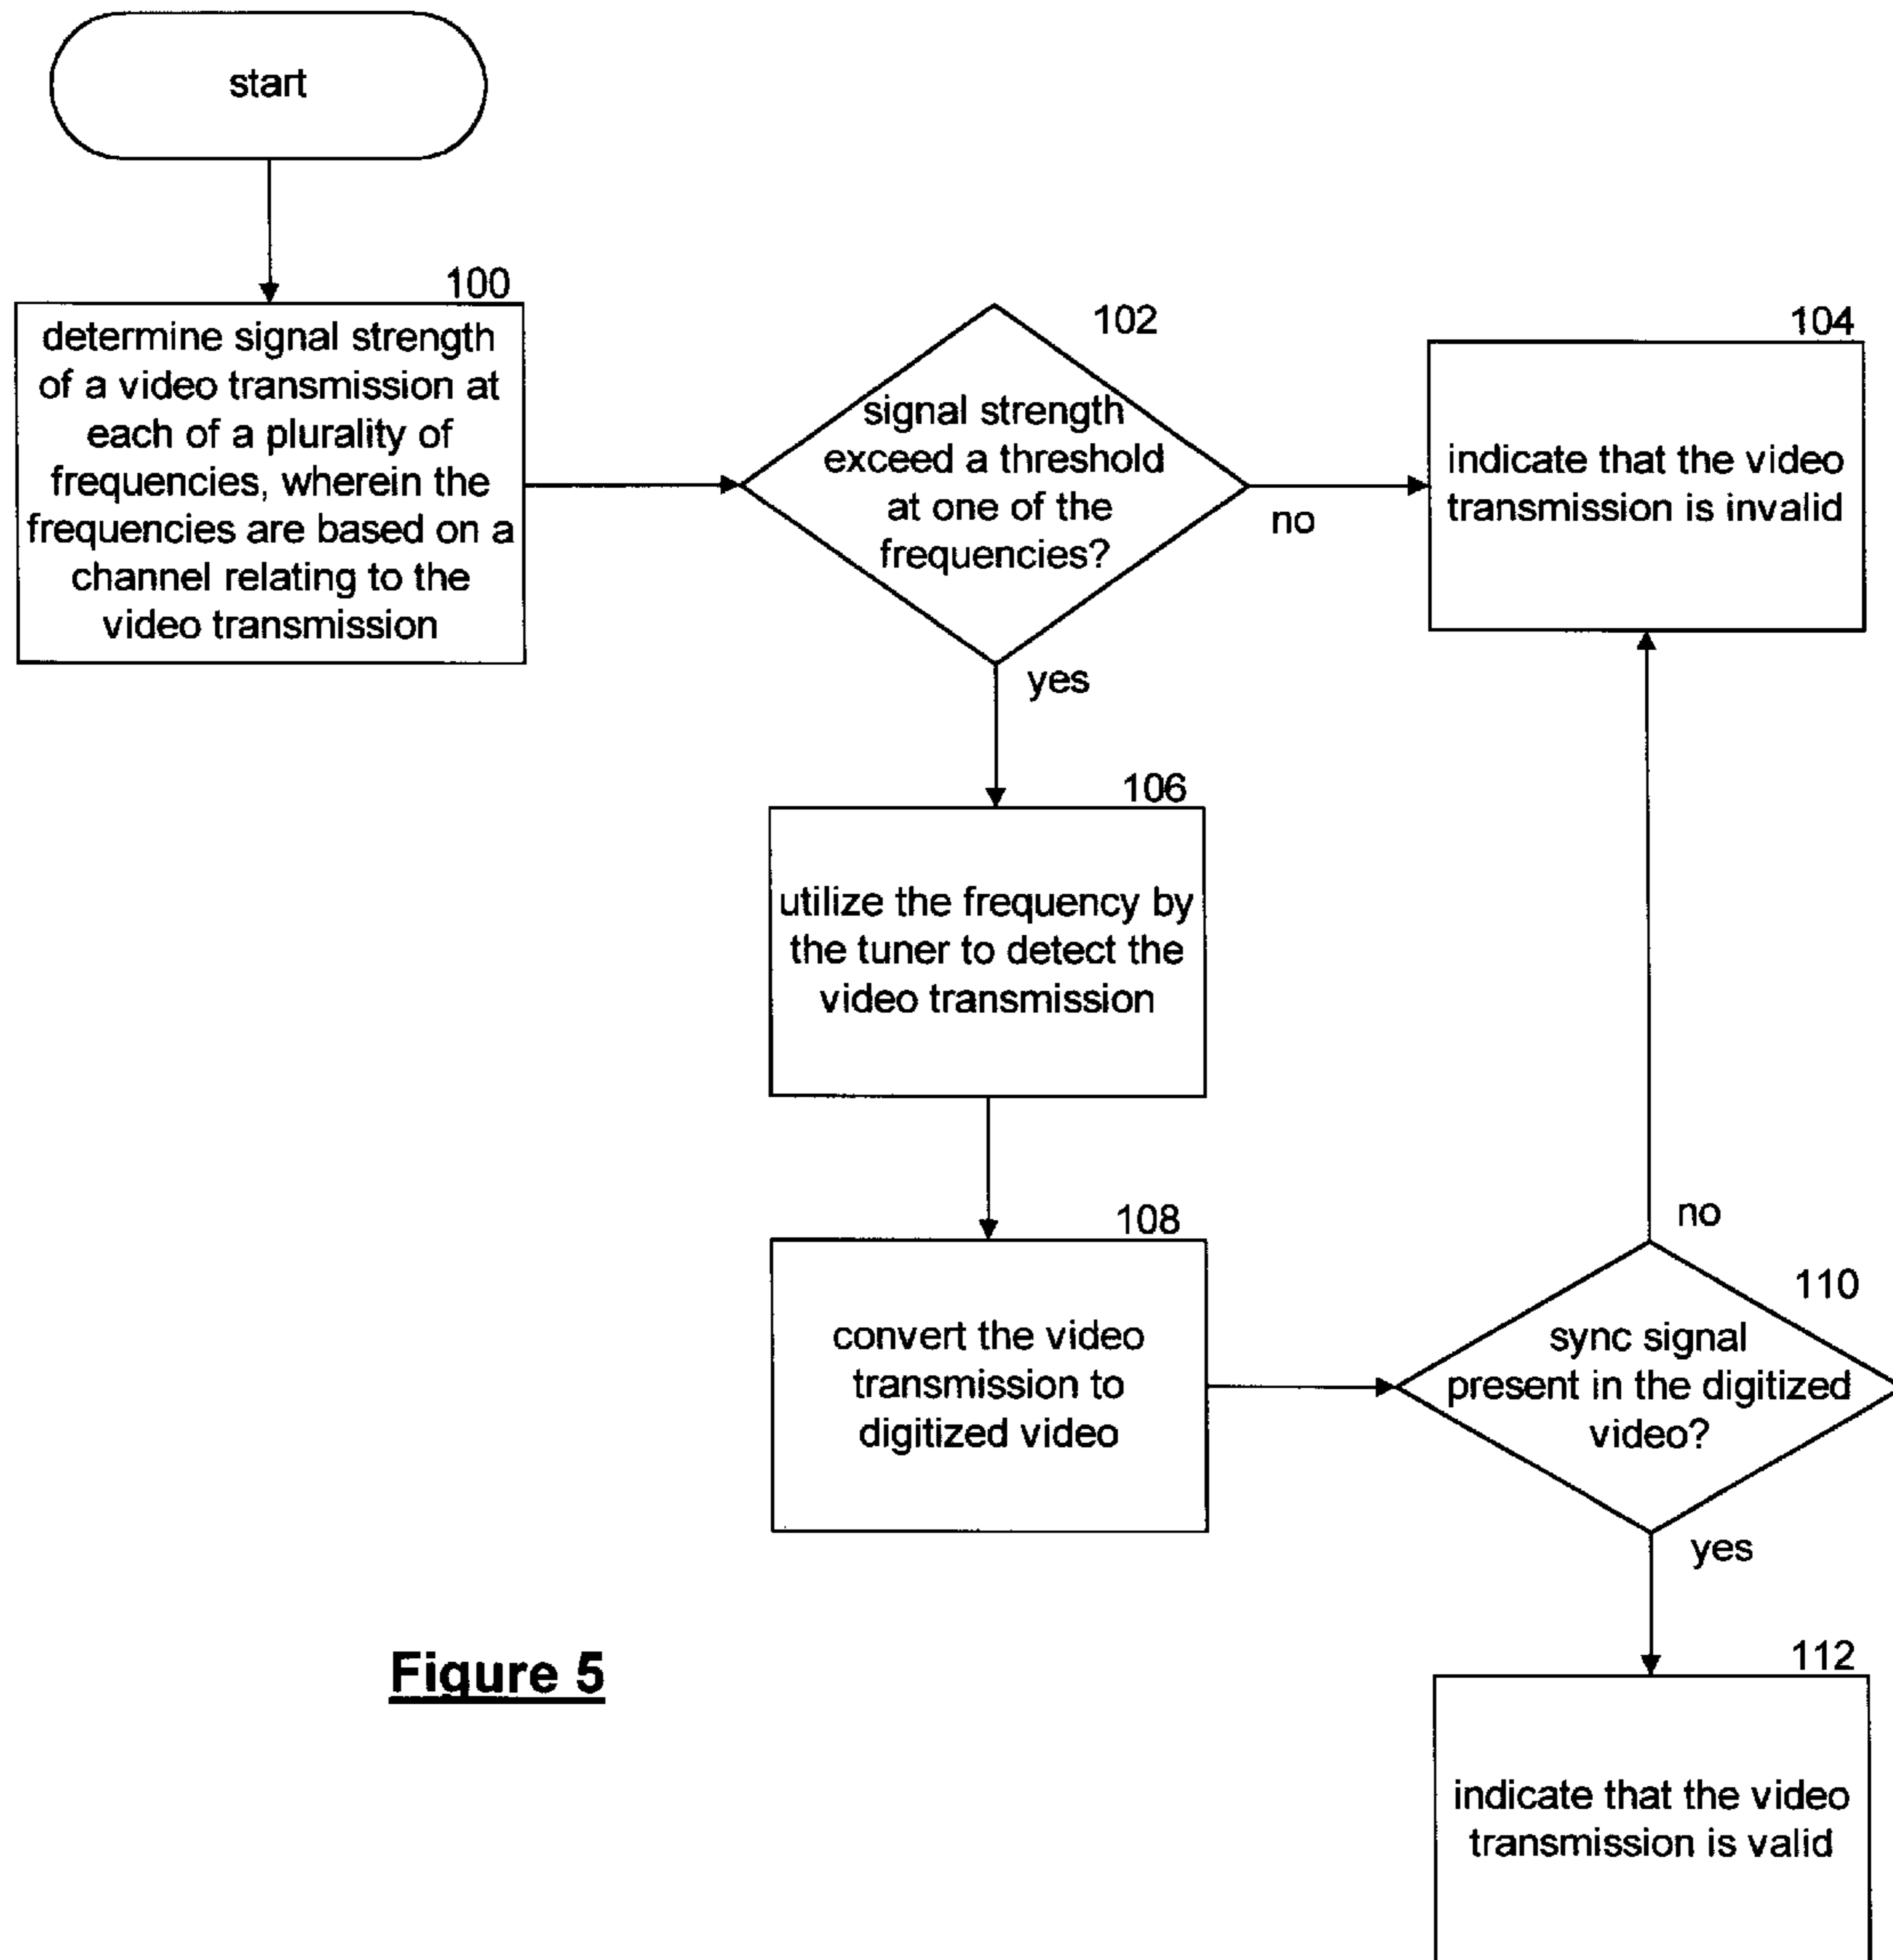 start
100
determine signal strength
of a video transmission at
each of a plurality of
frequencies, wherein the
frequencies are based on a
channel relating to the
video transmission
102
signal strength
exceed a threshold
at one of the
frequencies?
no
yes
104
indicate that the video
transmission is invalid
106
utilize the frequency by
the tuner to detect the
video transmission
108
convert the video
transmission to
digitized video
110
sync signal
present in the digitized
video?
no
yes
112
indicate that the video
transmission is valid
Figure 5